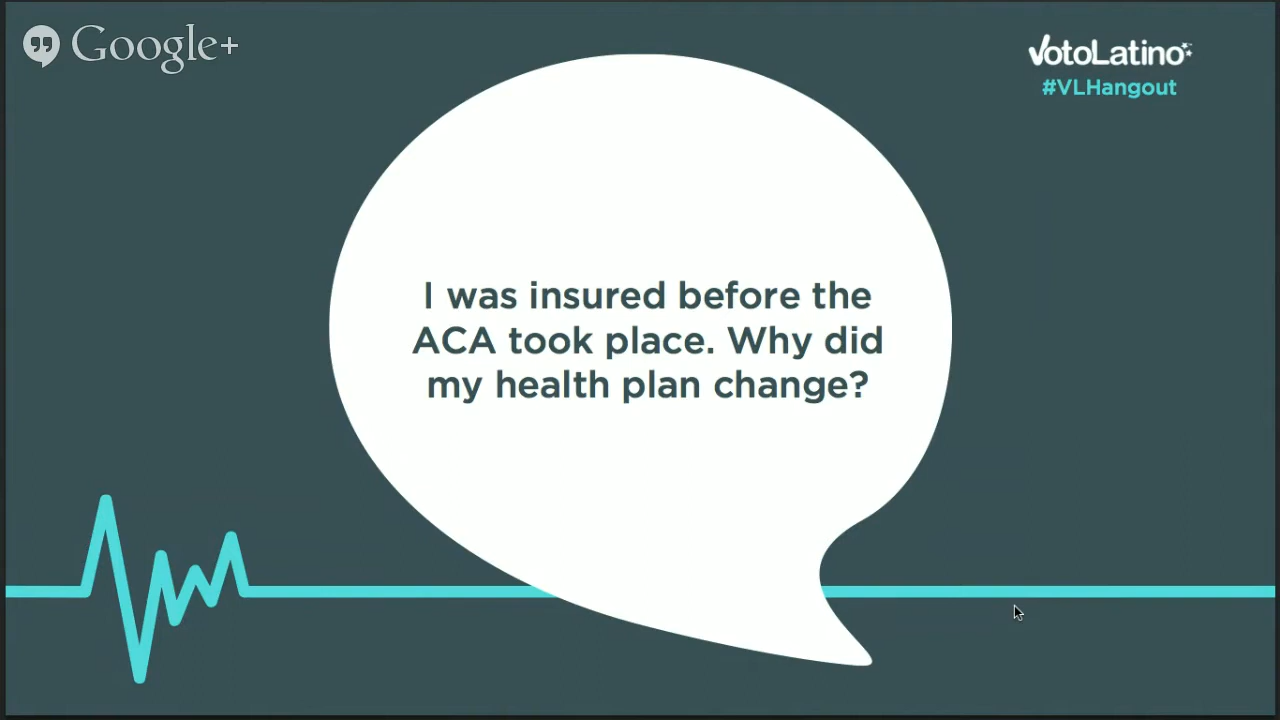 Google+
VotoLatino
#VLHangout
I was insured before the
ACA took place. Why did
my health plan change?